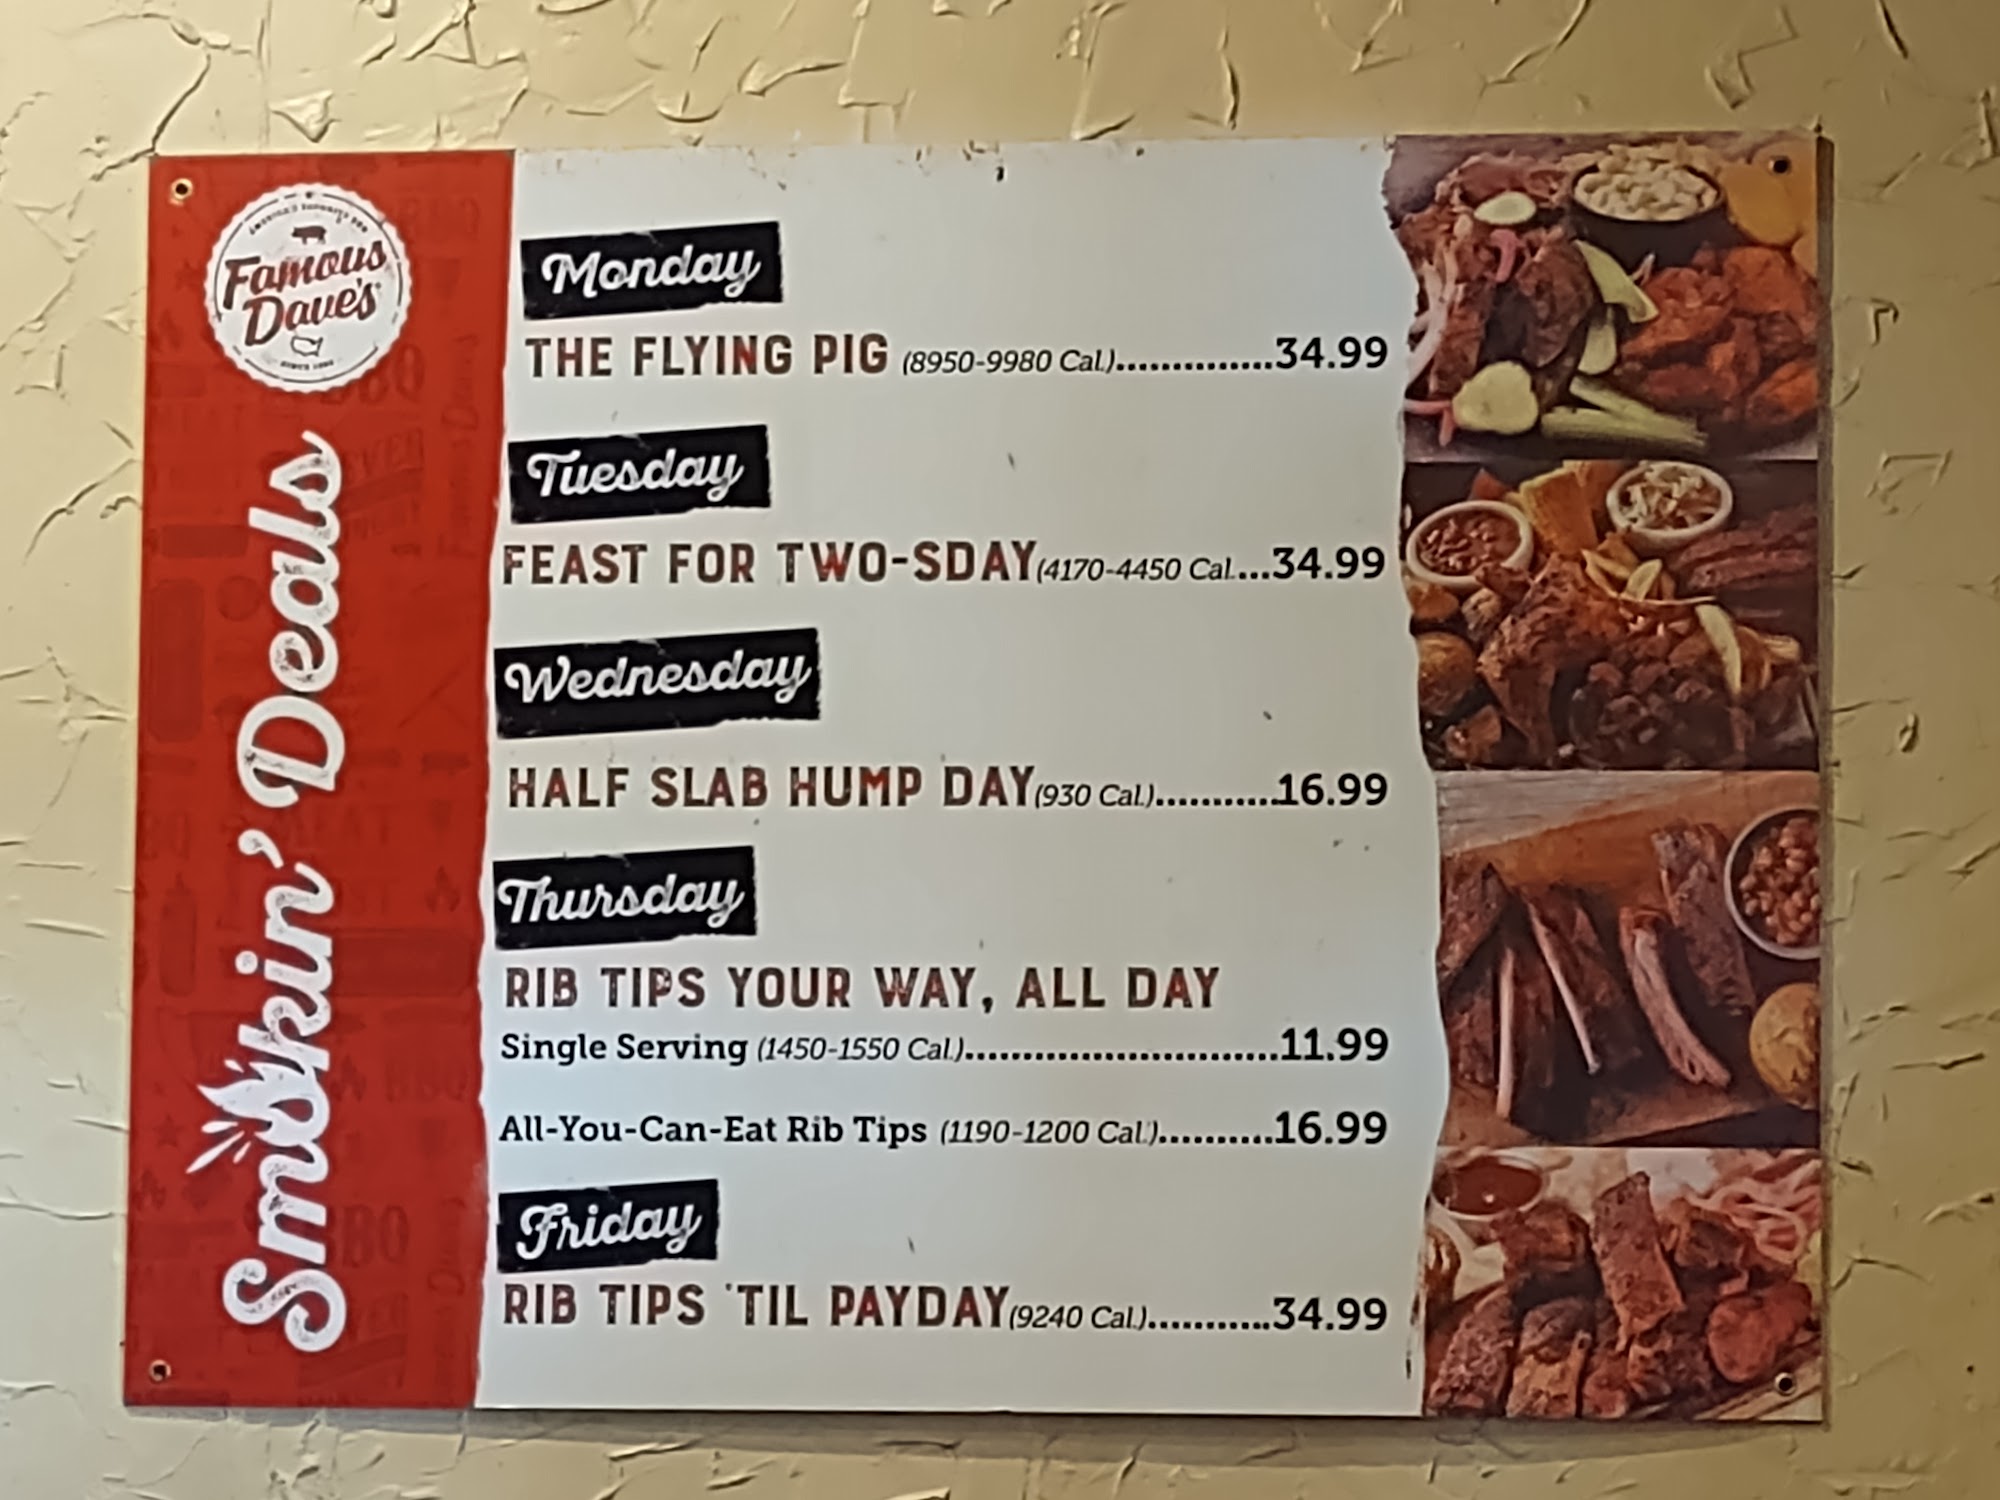 Famous
Dave's
Smokin' Deals
Monday
THE FLYING PIG (8950-9980 Cal.)..............34.99
Tuesday
FEAST FOR TWO-SDAY(4170-4450 Cal....34.99
Wednesday
HALF SLAB HUMP DAY(930 Cal.)...........16.99
Thursday
RIB TIPS YOUR WAY, ALL DAY
Single Serving (1450-1550 Cal.)...........................11.99
All-You-Can-Eat Rib Tips (1190-1200 Cal.)..........16.99
Friday
RIB TIPS 'TIL PAYDAY(9240 Cal.)...........34.99